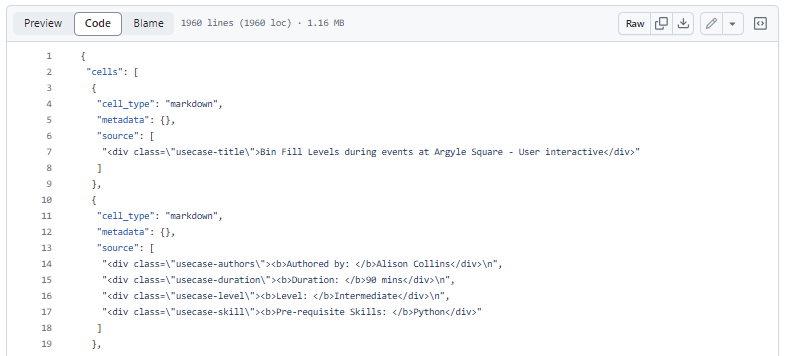 Preview Code Blame 1960 lines (1960 loc) · 1.16 MB Raw
1 {
2 "cells": [
3 {
4 "cell_type": "markdown",
5 "metadata": {},
6 "source": [
7 "<div class=\"usecase-title\">Bin Fill Levels during events at Argyle Square - User interactive</div>"
8 ]
9 },
10 {
11 "cell_type": "markdown",
12 "metadata": {},
13 "source": [
14 "<div class=\"usecase-authors\"><b>Authored by: </b>Alison Collins</div>\n",
15 "<div class=\"usecase-duration\"><b>Duration: </b>90 mins</div>\n",
16 "<div class=\"usecase-level\"><b>Level: </b>Intermediate</div>\n",
17 "<div class=\"usecase-skill\"><b>Pre-requisite Skills: </b>Python</div>"
18 ]
19 },